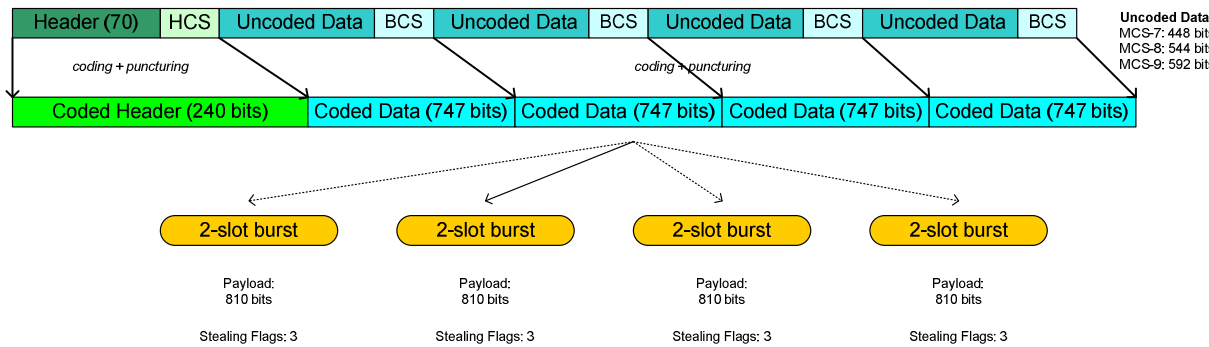 Header (70) HCS Uncoded Data BCS Uncoded Data BCS Uncoded Data BCS Uncoded Data BCS
Uncoded Data
MCS-7: 448 bit
MCS-8: 544 bit
MCS-9: 592 bit
coding + puncturing coding + puncturing
Coded Header (240 bits) Coded Data (747 bits) Coded Data (747 bits) Coded Data (747 bits) Coded Data (747 bits)
2-slot burst 2-slot burst 2-slot burst 2-slot burst
Payload: Payload: Payload: Payload:
810 bits 810 bits 810 bits 810 bits
Stealing Flags: 3 Stealing Flags: 3 Stealing Flags: 3 Stealing Flags: 3